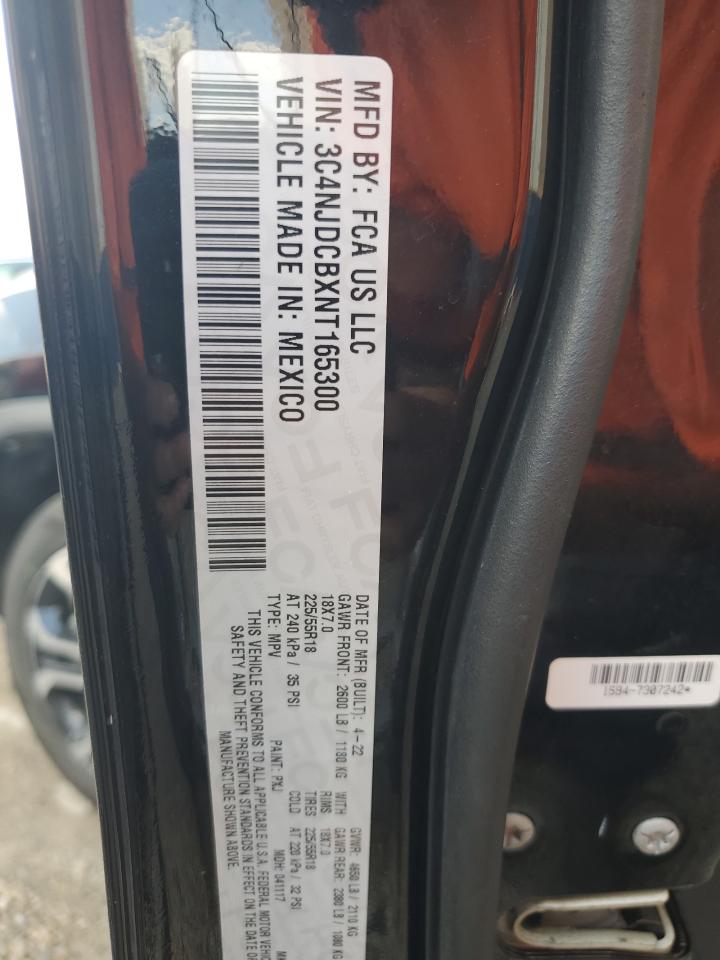 MFD BY: FCA US LLC
VIN: 3C4NJDCBXNT165300
VEHICLE MADE IN: MEXICO
DATE OF MFR (BUILT): 4-22 GVWR: 4650 LB / 2110 KG
GAWR FRONT: 2600 LB / 1180 KG WITH GAWR REAR: 2380 LB / 1080 KG
18X7.0 RIMS 18X7.0
225/55R18 TIRES 225/55R18
AT 240 kPa / 35 PSI COLD AT 220 kPa / 32 PSI
TYPE: MPV PAINT: PXJ MDH: 041117
THIS VEHICLE CONFORMS TO ALL APPLICABLE U.S.A. FEDERAL MOTOR
SAFETY AND THEFT PREVENTION STANDARDS IN EFFECT ON THE DATE
MANUFACTURE SHOWN ABOVE.
1584-7307242*